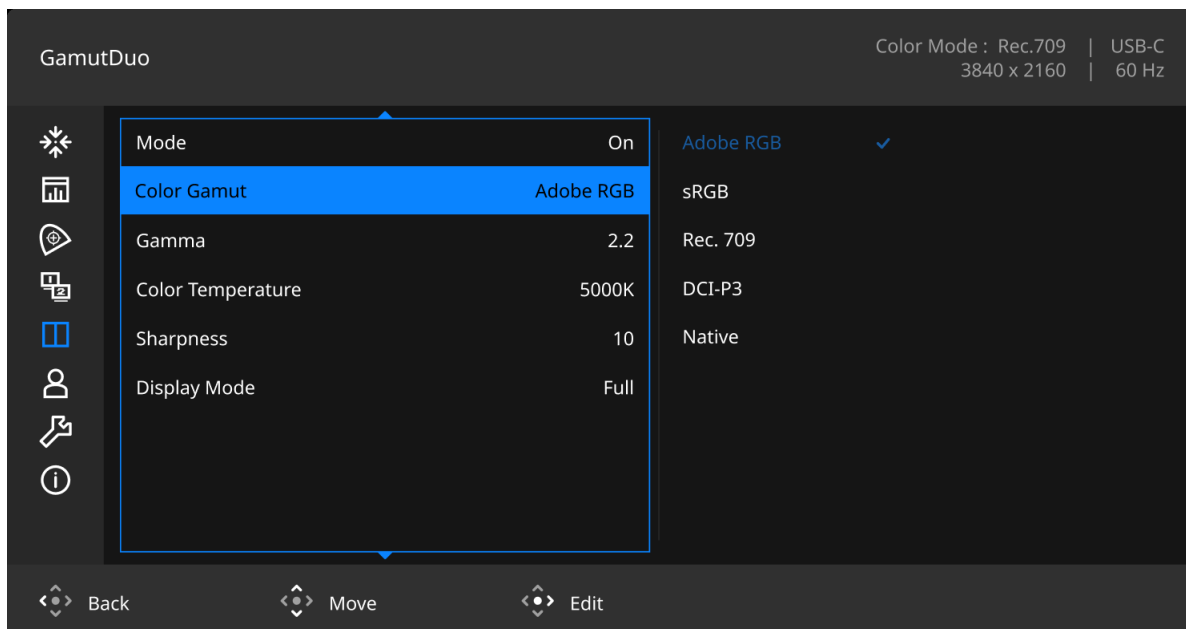 GamutDuo
Color Mode : Rec.709 | USB-C
3840 x 2160 | 60 Hz
Mode On
Color Gamut Adobe RGB
Gamma 2.2
Color Temperature 5000K
Sharpness 10
Display Mode Full
Adobe RGB
sRGB
Rec. 709
DCI-P3
Native
Back Move Edit